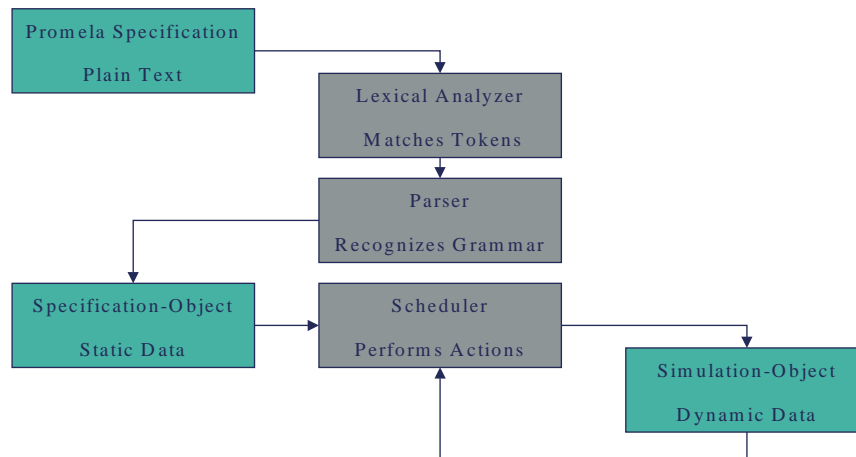 Promela Specification
Plain Text
Lexical Analyzer
Matches Tokens
Parser
Recognizes Grammar
Specification-Object
Static Data
Scheduler
Performs Actions
Simulation-Object
Dynamic Data